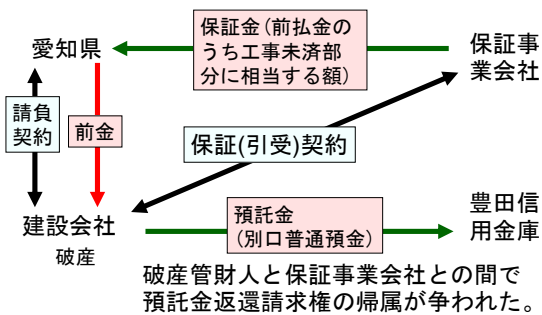 保証金(前払金の
うち工事未済部
分に相当する額)
愛知県
保証事
業会社
請負
契約
前金
保証(引受)契約
建設会社
破産
預託金
(別口普通預金)
豊田信
用金庫
破産管財人と保証事業会社との間で
預託金返還請求権の帰属が争われた。